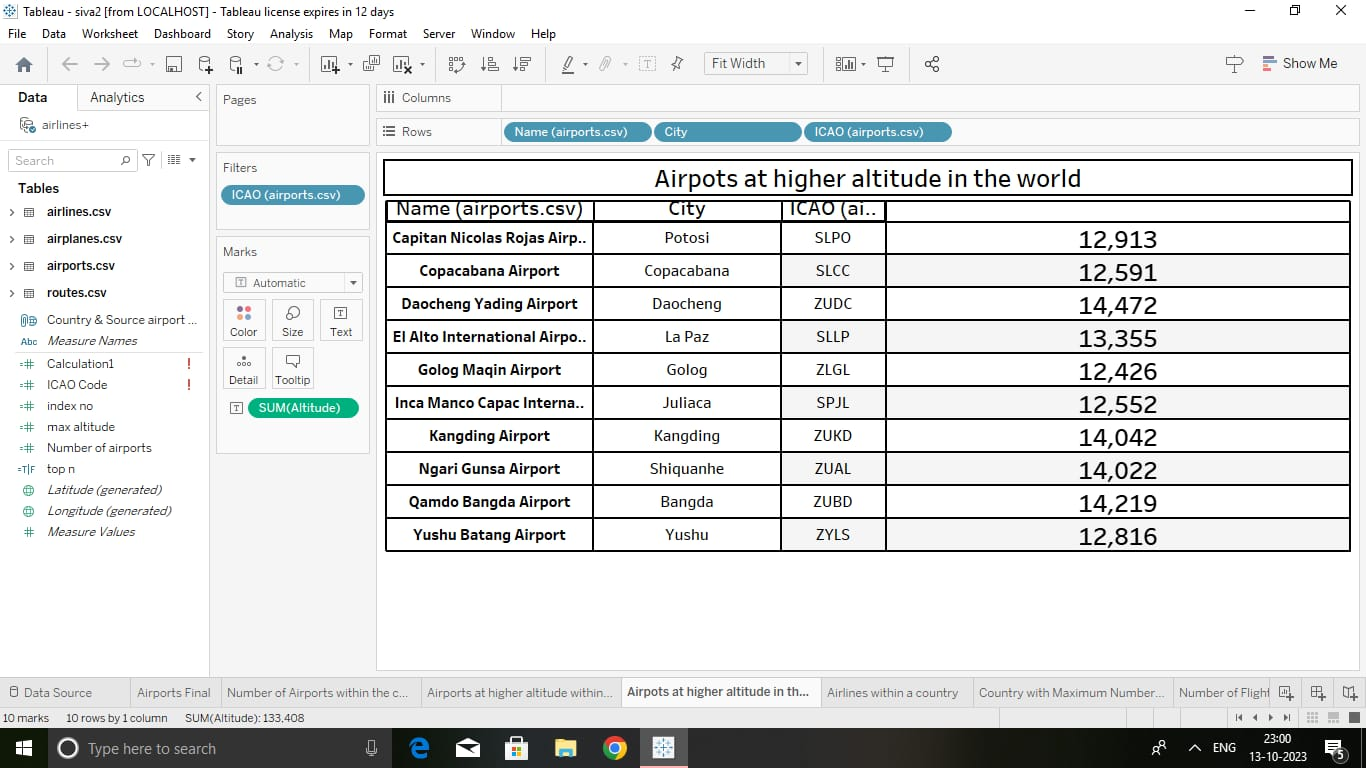 Tableau - siva2 [from LOCALHOST] - Tableau license expires in 12 days
File Data Worksheet Dashboard Story Analysis Map Format Server Window Help
Fit Width
Show Me
Data Analytics
airlines+
Search
Tables
airlines.csv
airplanes.csv
airports.csv
routes.csv
Country & Source airport ...
Abc Measure Names
Calculation1 !
ICAO Code !
index no
max altitude
Number of airports
T|F top n
Latitude (generated)
Longitude (generated)
Measure Values
Pages
Filters
ICAO (airports.csv)
Marks
T Automatic
Color Size Text
Detail Tooltip
SUM(Altitude)
Columns
Rows Name (airports.csv) City ICAO (airports.csv)
Airpots at higher altitude in the world
Name (airports.csv) City ICAO (ai..
Capitan Nicolas Rojas Airp.. Potosi SLPO 12,913
Copacabana Airport Copacabana SLCC 12,591
Daocheng Yading Airport Daocheng ZUDC 14,472
El Alto International Airpo.. La Paz SLLP 13,355
Golog Maqin Airport Golog ZLGL 12,426
Inca Manco Capac Interna.. Juliaca SPJL 12,552
Kangding Airport Kangding ZUKD 14,042
Ngari Gunsa Airport Shiquanhe ZUAL 14,022
Qamdo Bangda Airport Bangda ZUBD 14,219
Yushu Batang Airport Yushu ZYLS 12,816
Data Source Airports Final Number of Airports within the c... Airports at higher altitude within... Airpots at higher altitude in th... Airlines within a country Country with Maximum Number... Number of Flight
10 marks 10 rows by 1 column SUM(Altitude): 133,408
Type here to search
ENG
23:00
13-10-2023
5